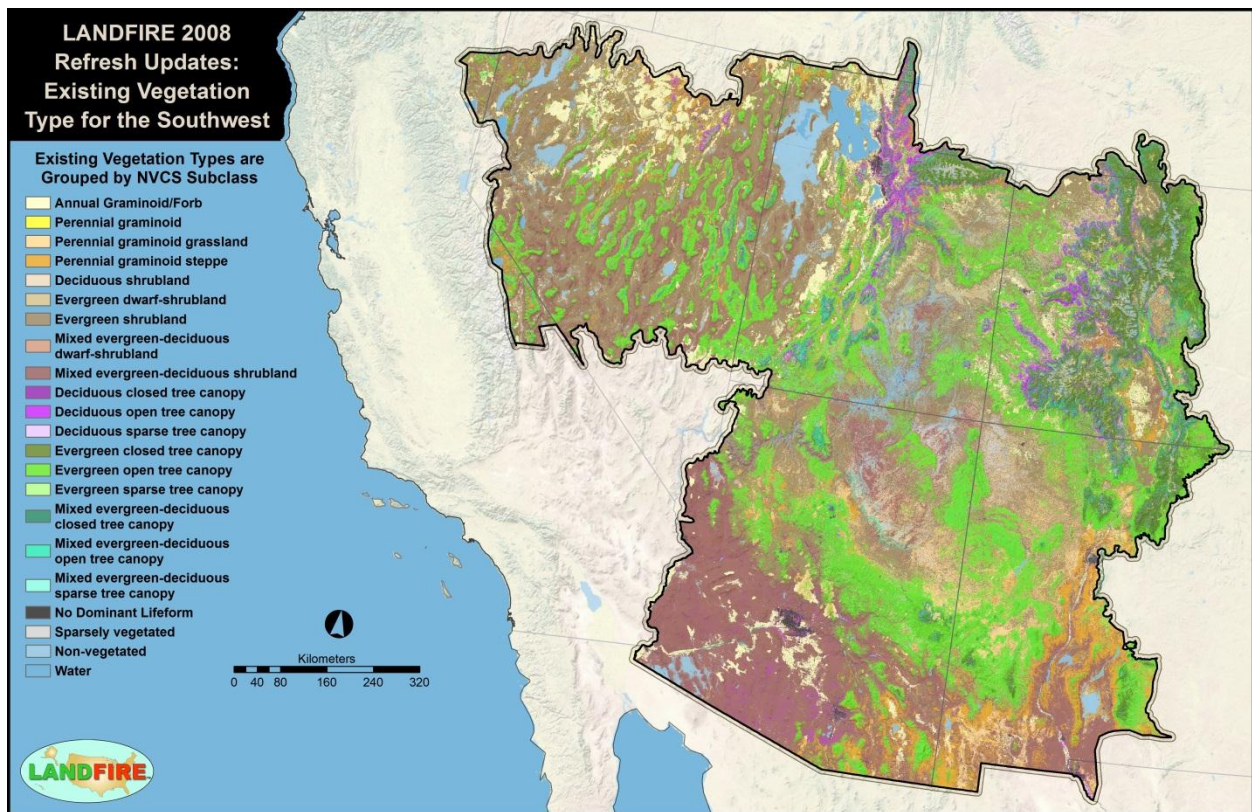 LANDFIRE 2008
Refresh Updates:
Existing Vegetation
Type for the Southwest
Existing Vegetation Types are
Grouped by NVCS Subclass
Annual Graminoid/Forb
Perennial graminoid
Perennial graminoid grassland
Perennial graminoid steppe
Deciduous shrubland
Evergreen dwarf-shrubland
Evergreen shrubland
Mixed evergreen-deciduous
dwarf-shrubland
Mixed evergreen-deciduous shrubland
Deciduous closed tree canopy
Deciduous open tree canopy
Deciduous sparse tree canopy
Evergreen closed tree canopy
Evergreen open tree canopy
Evergreen sparse tree canopy
Mixed evergreen-deciduous
closed tree canopy
Mixed evergreen-deciduous
open tree canopy
Mixed evergreen-deciduous
sparse tree canopy
No Dominant Lifeform
Sparsely vegetated
Non-vegetated
Water
Kilometers
0 40 80 160 240 320
LANDFIRE